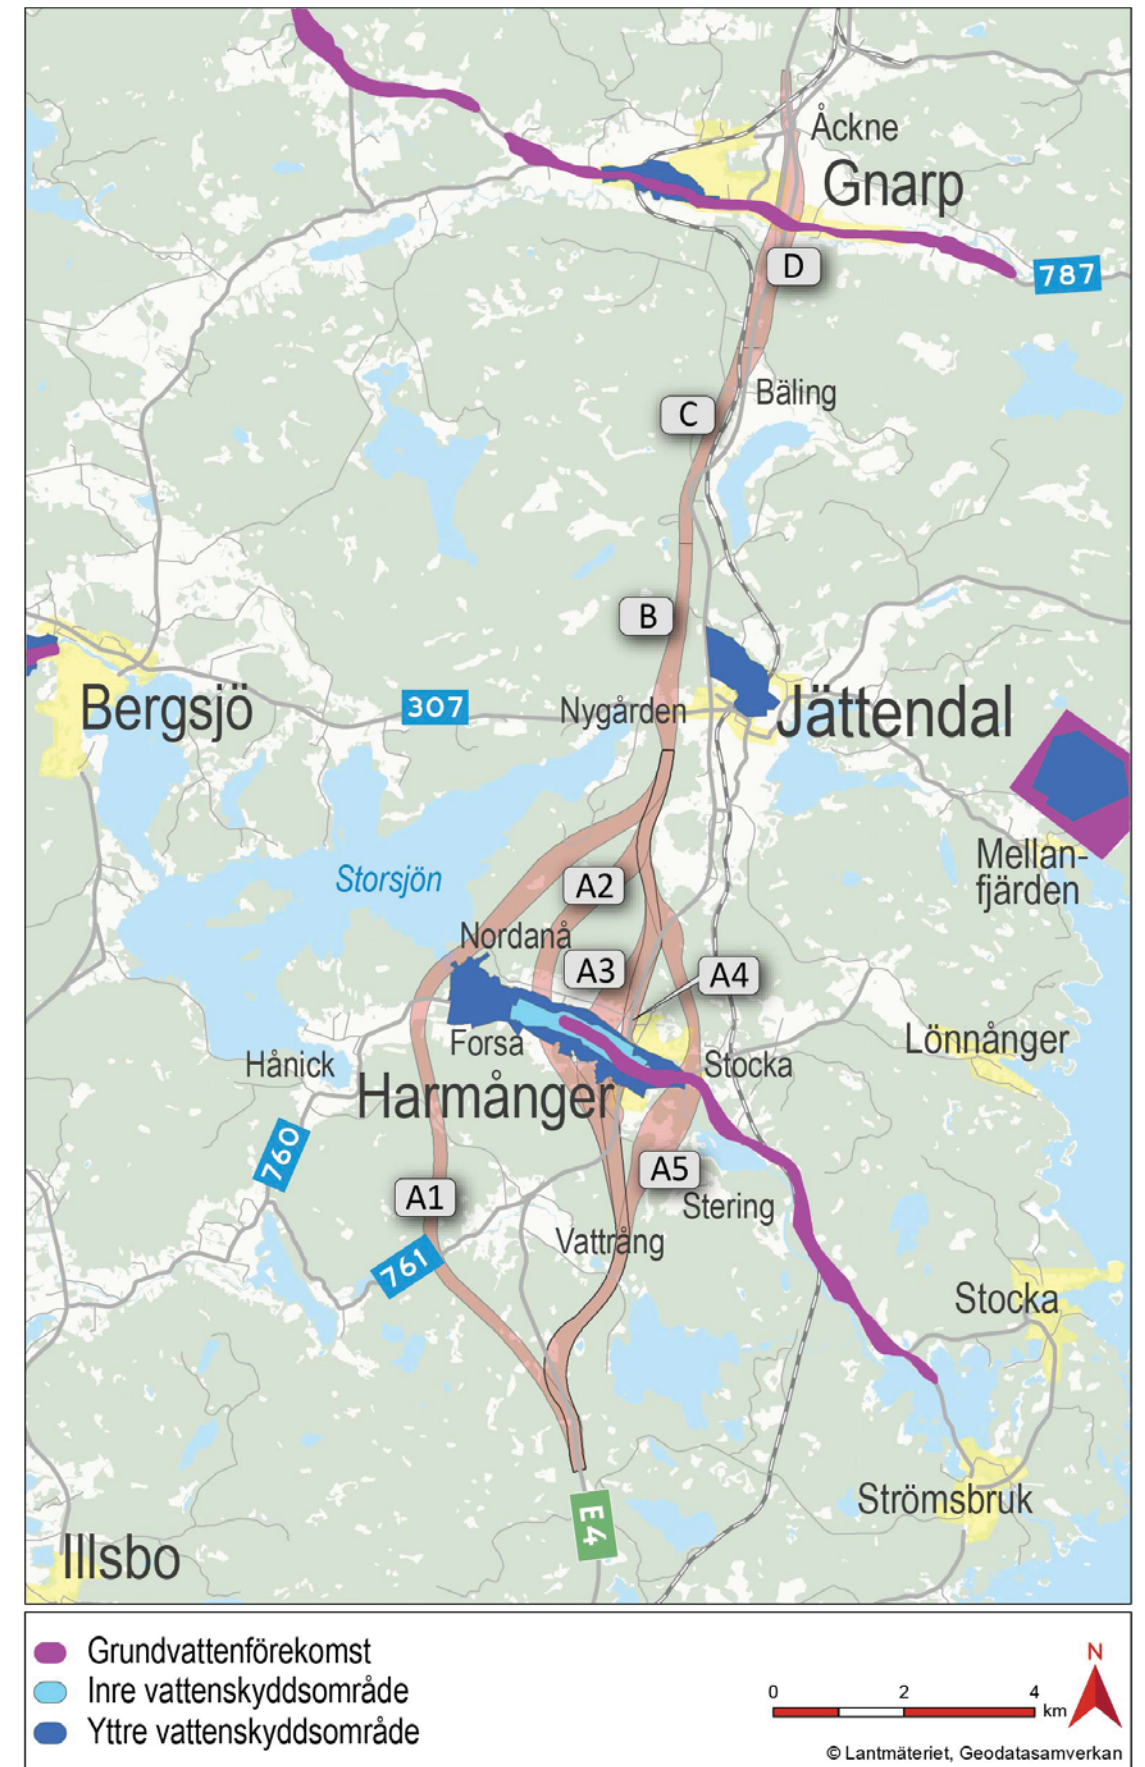 Åckne
Gnarp
D
787
Bäling
C
B
Bergsjö
307
Nygården
Jättendal
Mellan-
fjärden
Storsjön
A2
Nordanå
A3
A4
Forsa
Hånick
Stocka
Lönnånger
Harmånger
760
A1
A5
Stering
Vattrång
761
Stocka
Strömsbruk
E4
Illsbo
Grundvattenförekomst
Inre vattenskyddsområde
Yttre vattenskyddsområde
N
0 2 4
km
© Lantmäteriet, Geodatasamverkan